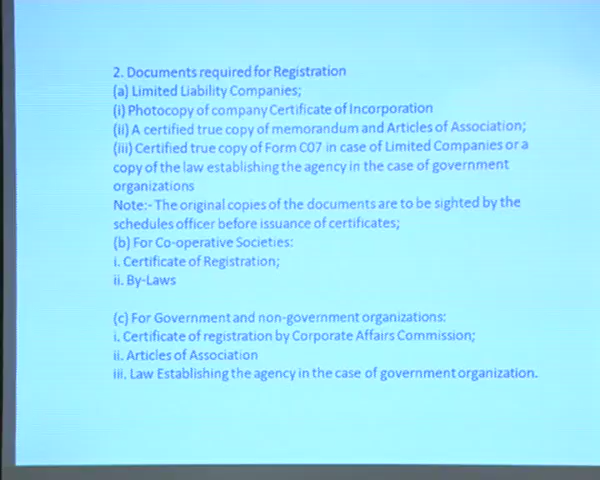 2. Documents required for Registration
(a) Limited Liability Companies;
(i) Photocopy of company Certificate of Incorporation
(ii) A certified true copy of memorandum and Articles of Association;
(iii) Certified true copy of Form C07 in case of Limited Companies or a
copy of the law establishing the agency in the case of government
organizations
Note:- The original copies of the documents are to be sighted by the
schedules officer before issuance of certificates;
(b) For Co-operative Societies:
i. Certificate of Registration;
ii. By-Laws
(c) For Government and non-government organizations:
i. Certificate of registration by Corporate Affairs Commission;
ii. Articles of Association
iii. Law Establishing the agency in the case of government organization.